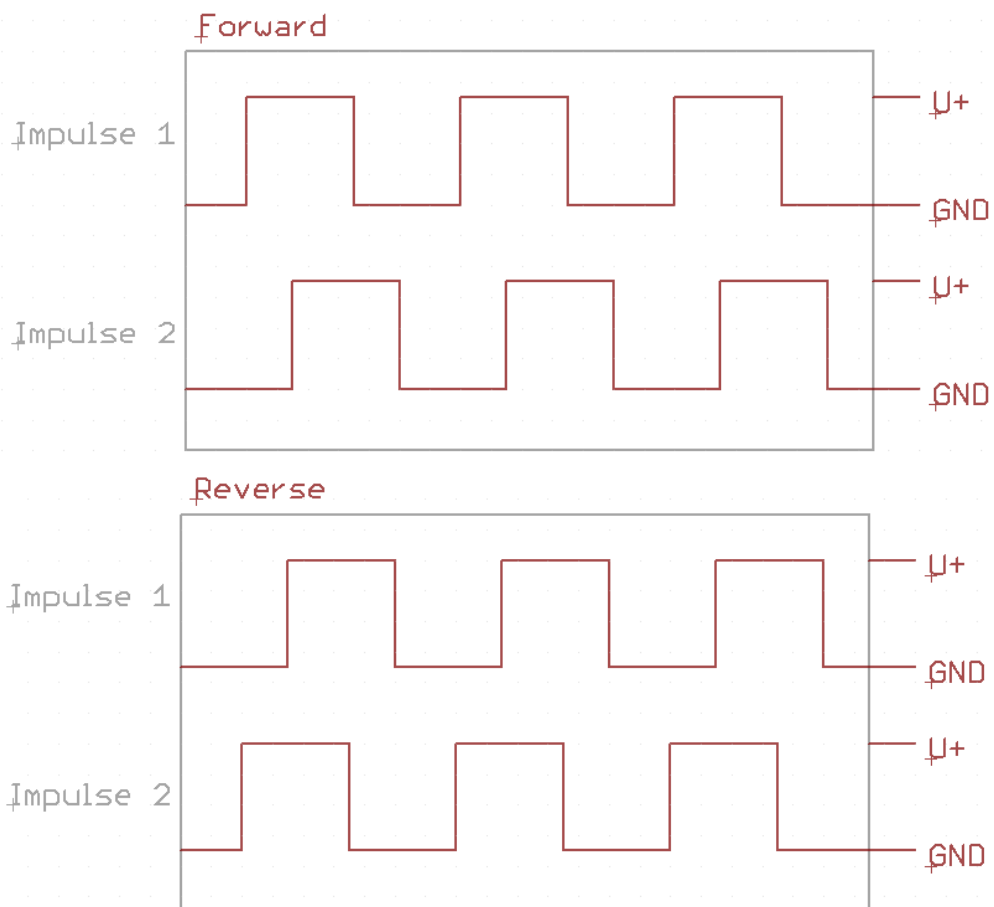 Forward
U+
Impulse 1
GND
U+
Impulse 2
GND
Reverse
U+
Impulse 1
GND
U+
Impulse 2
GND